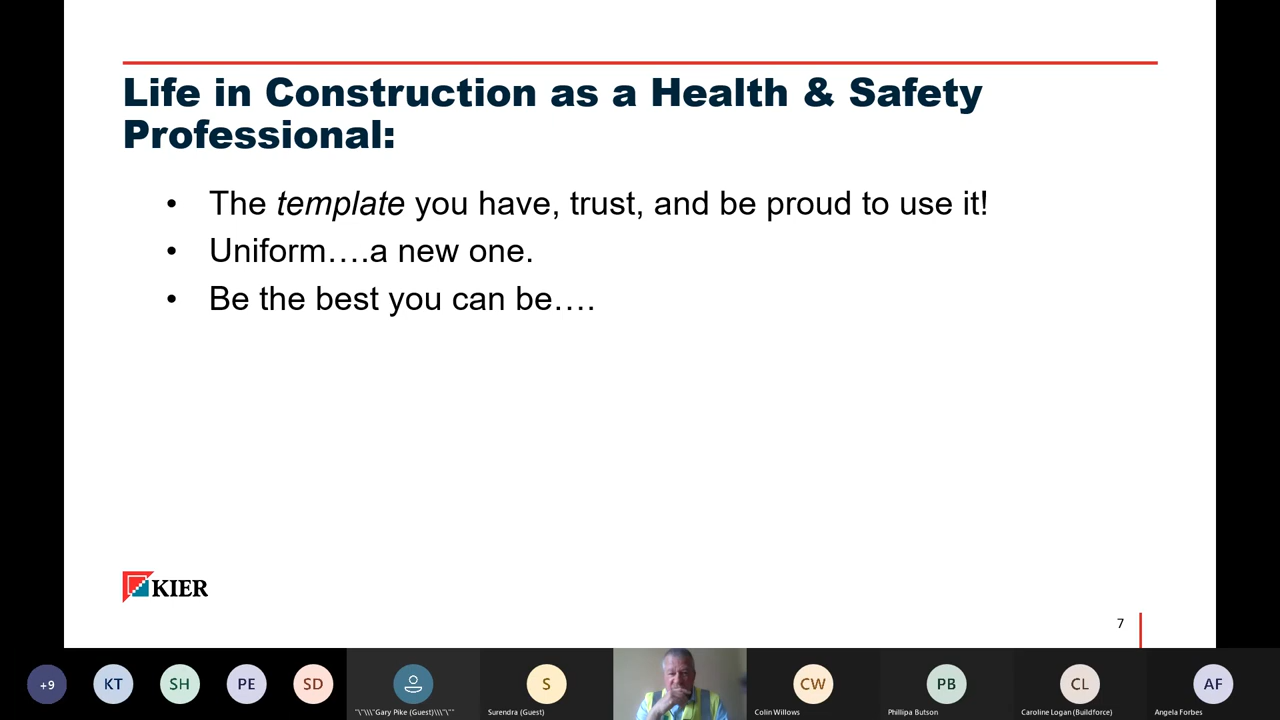 Life in Construction as a Health & Safety
Professional:
• The template you have, trust, and be proud to use it!
• Uniform….a new one.
• Be the best you can be….
KIER
7
+9
KT
SH
PE
SD
"\"\\\"Gary Pike (Guest)\\\"\""
S
Surendra (Guest)
CW
Colin Willows
PB
Phillipa Butson
CL
Caroline Logan (Buildforce)
AF
Angela Forbes